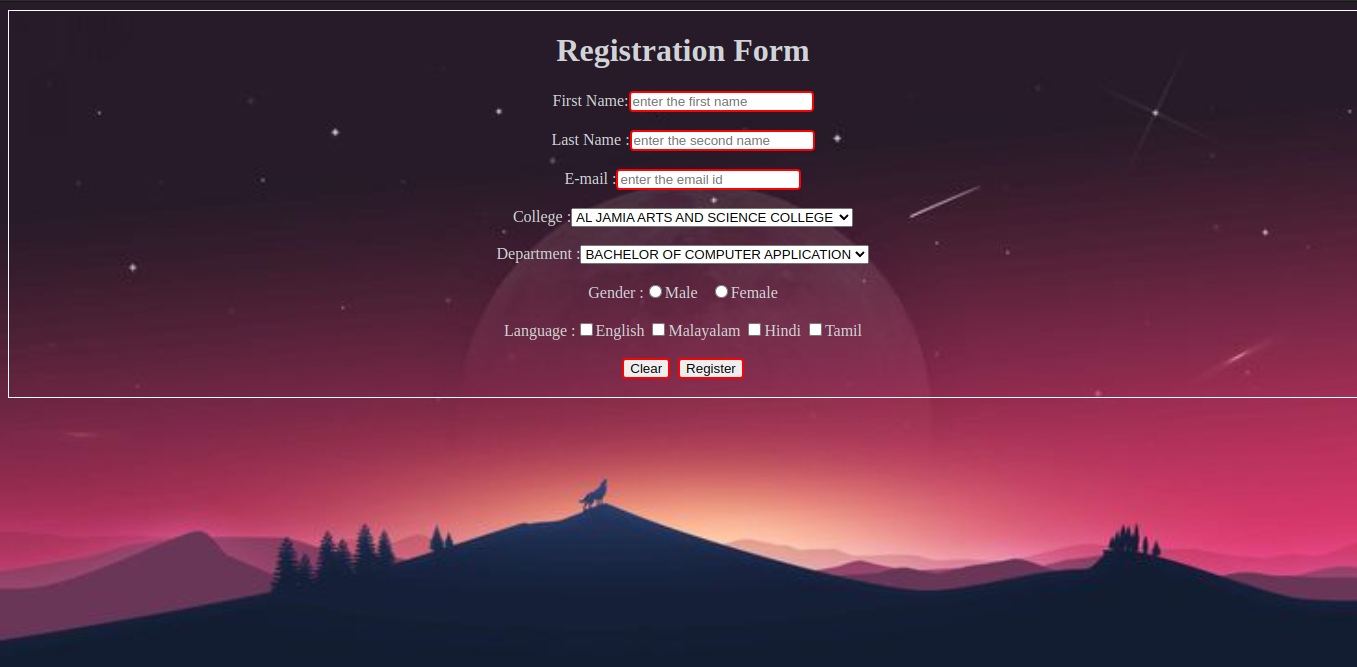 Registration Form
First Name: enter the first name
Last Name : enter the second name
E-mail : enter the email id
College : AL JAMIA ARTS AND SCIENCE COLLEGE
Department : BACHELOR OF COMPUTER APPLICATION
Gender : Male Female
Language : English Malayalam Hindi Tamil
Clear Register